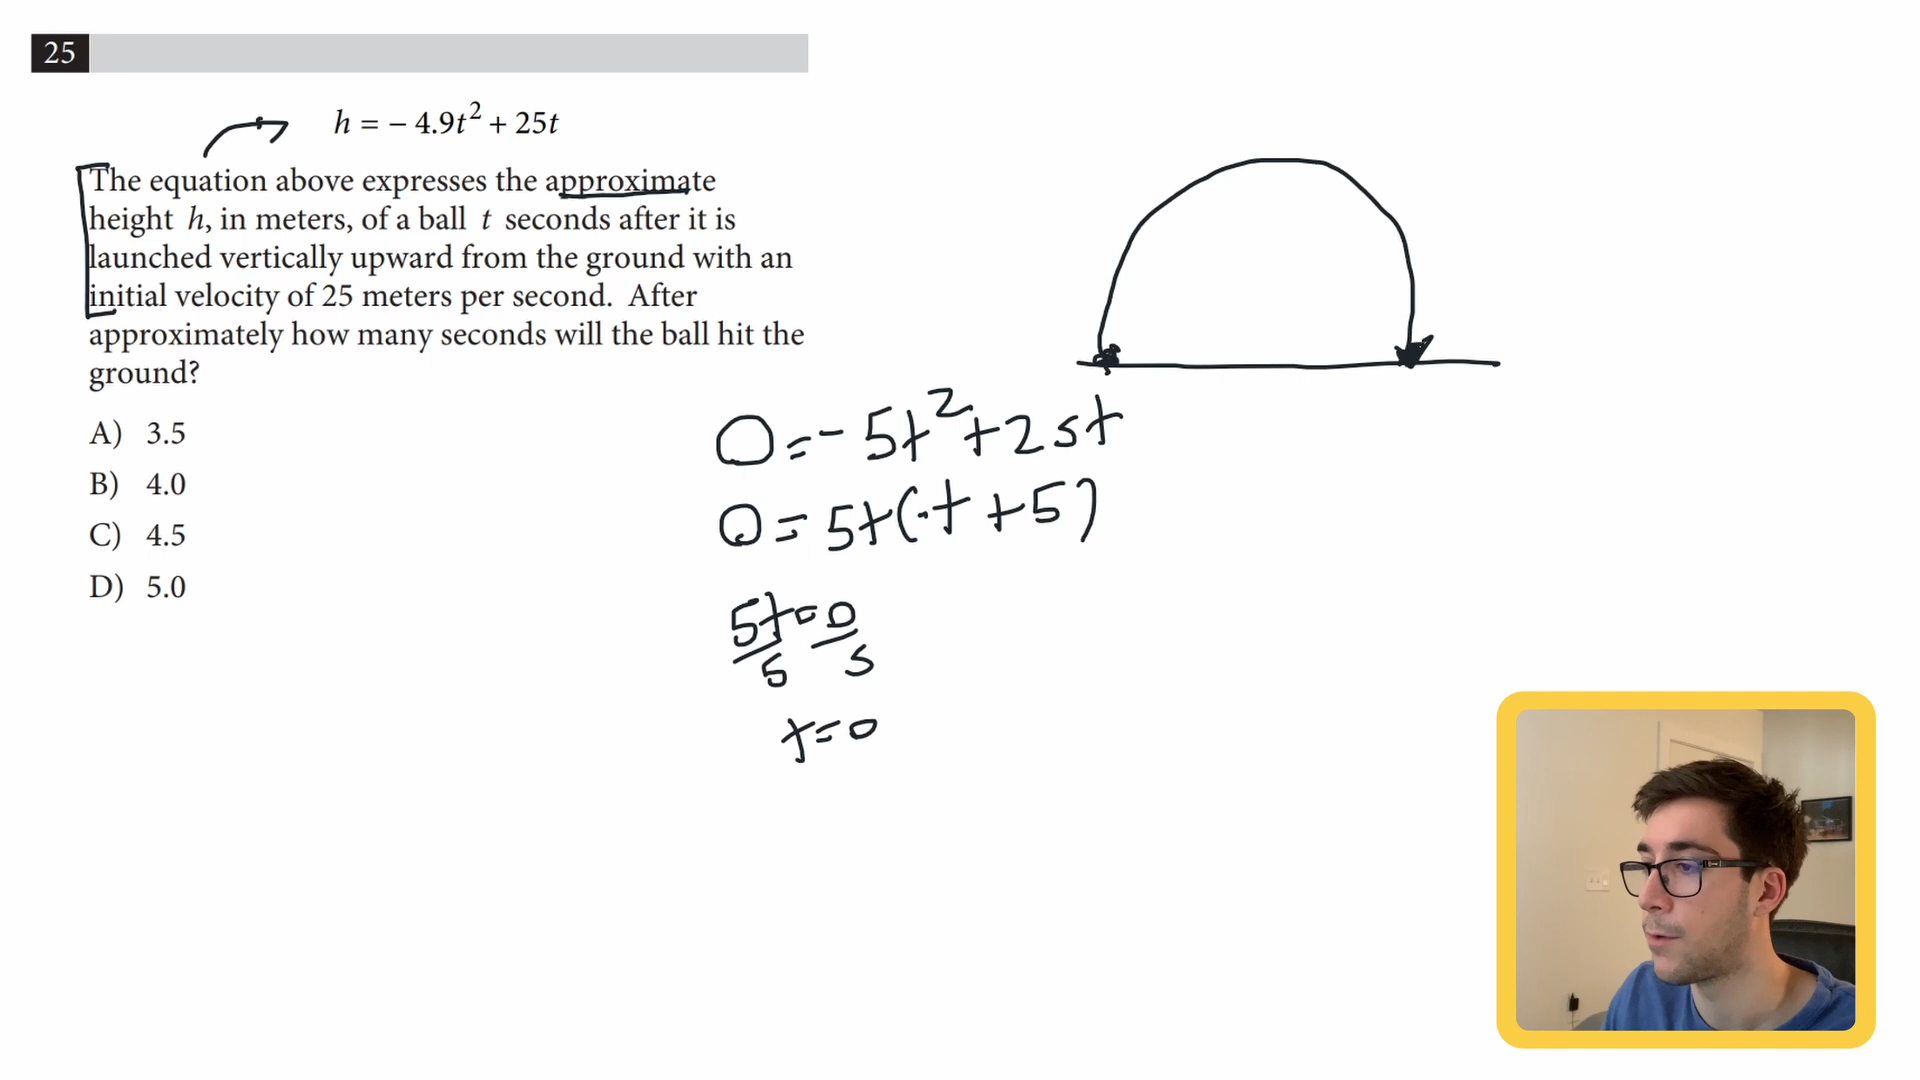 25
h = − 4.9t² + 25t
The equation above expresses the approximate
height h, in meters, of a ball t seconds after it is
launched vertically upward from the ground with an
initial velocity of 25 meters per second. After
approximately how many seconds will the ball hit the
ground?
A) 3.5
B) 4.0
C) 4.5
D) 5.0
0=-5t²+25t
0=5t(-t+5)
5t=0
5 5
t=0